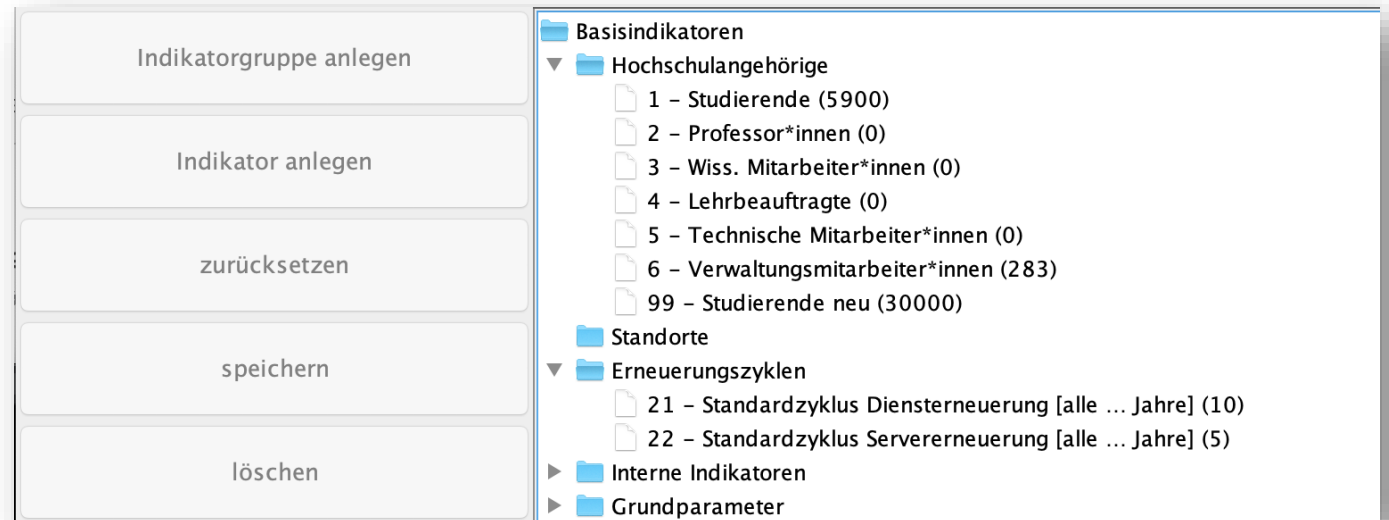 Indikatorgruppe anlegen
Indikator anlegen
zurücksetzen
speichern
löschen
Basisindikatoren
Hochschulangehörige
1 – Studierende (5900)
2 – Professor*innen (0)
3 – Wiss. Mitarbeiter*innen (0)
4 – Lehrbeauftragte (0)
5 – Technische Mitarbeiter*innen (0)
6 – Verwaltungsmitarbeiter*innen (283)
99 – Studierende neu (30000)
Standorte
Erneuerungszyklen
21 – Standardzyklus Diensterneuerung [alle … Jahre] (10)
22 – Standardzyklus Servererneuerung [alle … Jahre] (5)
Interne Indikatoren
Grundparameter